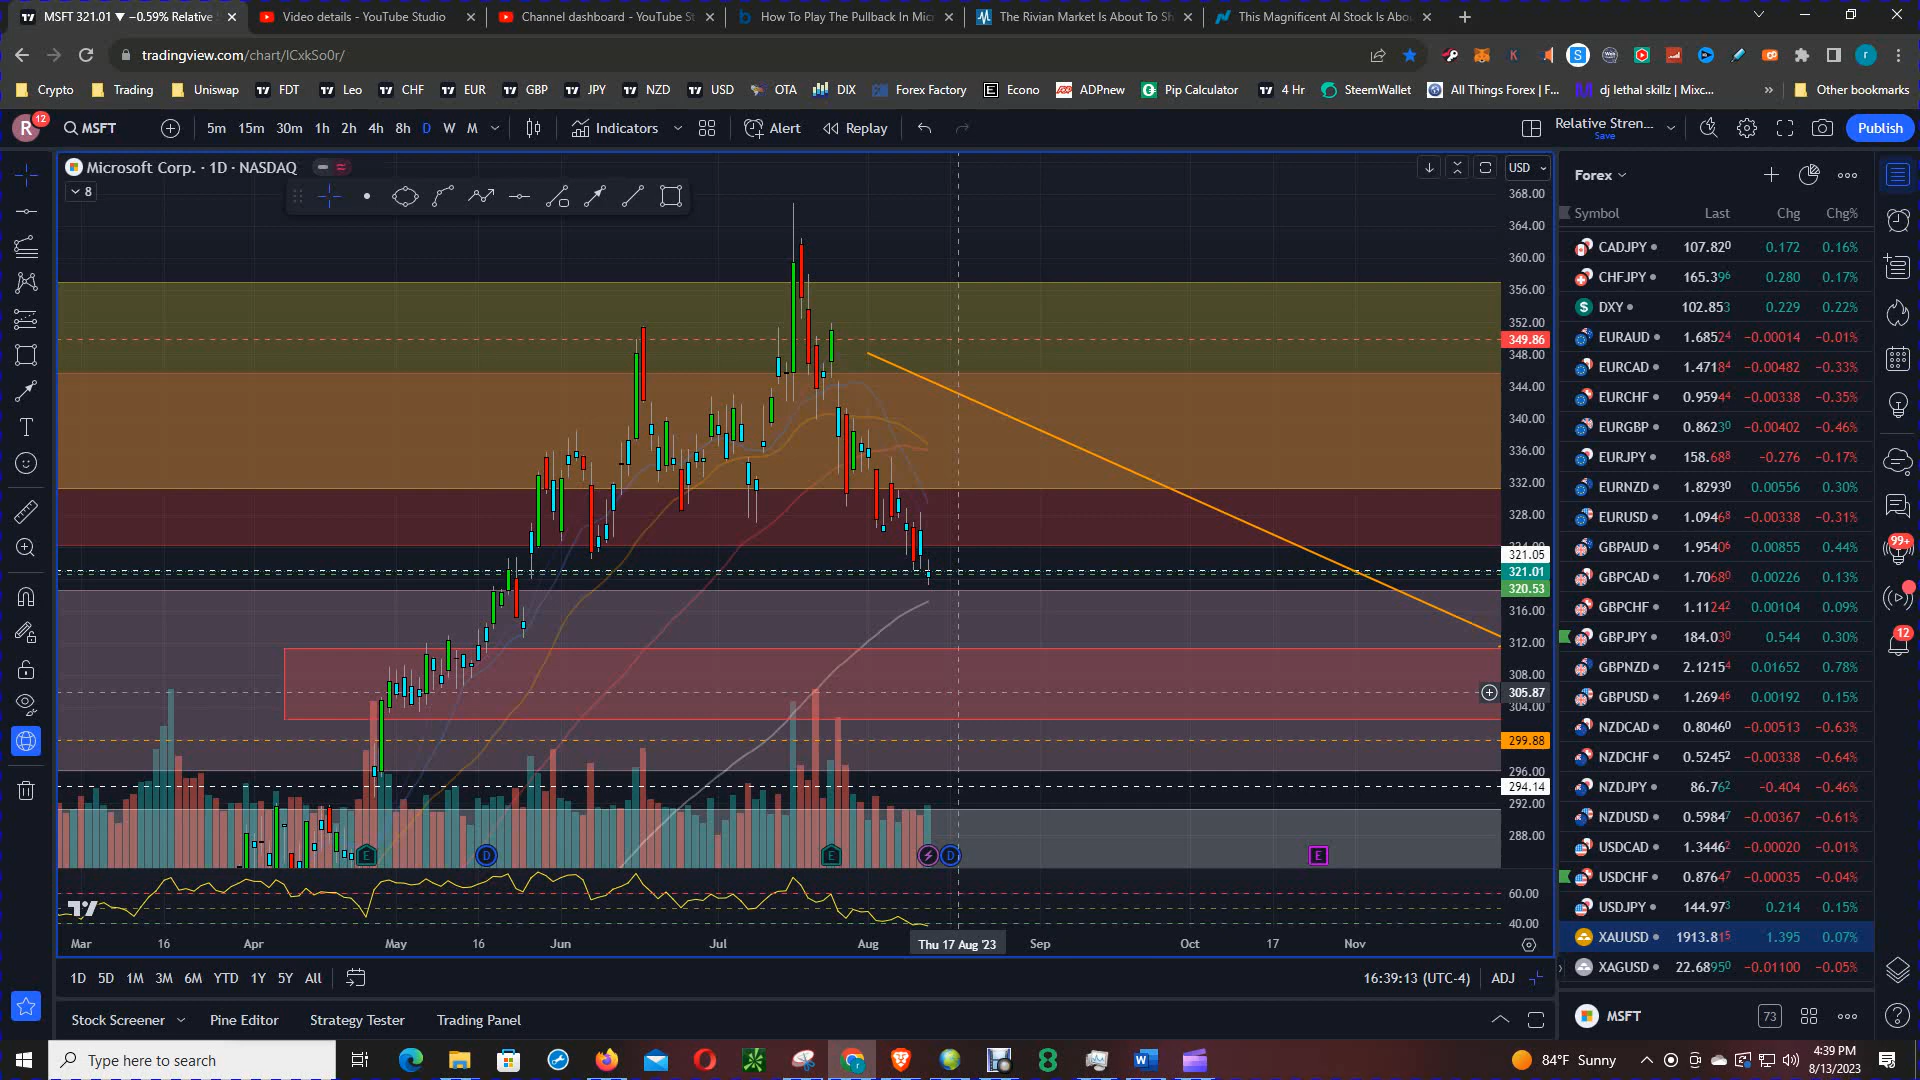 MSFT 321.01 ▼ −0.59% Relative
Video details - YouTube Studio
Channel dashboard - YouTube St
How To Play The Pullback In Mic
The Rivian Market Is About To Sh
This Magnificent AI Stock Is Abo
tradingview.com/chart/lCxkSo0r/
Crypto Trading Uniswap FDT Leo CHF EUR GBP JPY NZD USD OTA DIX Forex Factory Econo ADPnew Pip Calculator 4 Hr SteemWallet All Things Forex | F... dj lethal skillz | Mixc... » Other bookmarks
R 12 MSFT 5m 15m 30m 1h 2h 4h 8h D W M Indicators Alert Replay Relative Stren... Save Publish
Microsoft Corp. · 1D · NASDAQ
8
USD
368.00
364.00
360.00
356.00
352.00
349.86
348.00
344.00
340.00
336.00
332.00
328.00
321.05
321.01
320.53
316.00
312.00
308.00
305.87
304.00
299.88
296.00
294.14
292.00
288.00
60.00
40.00
E D E D E
Mar 16 Apr May 16 Jun Jul Aug Thu 17 Aug '23 Sep Oct 17 Nov
1D 5D 1M 3M 6M YTD 1Y 5Y All 16:39:13 (UTC-4) ADJ
Stock Screener Pine Editor Strategy Tester Trading Panel
Forex
Symbol Last Chg Chg%
CADJPY 107.820 0.172 0.16%
CHFJPY 165.396 0.280 0.17%
DXY 102.853 0.229 0.22%
EURAUD 1.68524 −0.00014 −0.01%
EURCAD 1.47184 −0.00482 −0.33%
EURCHF 0.95944 −0.00338 −0.35%
EURGBP 0.86230 −0.00402 −0.46%
EURJPY 158.688 −0.276 −0.17%
EURNZD 1.82930 0.00556 0.30%
EURUSD 1.09468 −0.00338 −0.31%
GBPAUD 1.95406 0.00855 0.44%
GBPCAD 1.70680 0.00226 0.13%
GBPCHF 1.11242 0.00104 0.09%
GBPJPY 184.030 0.544 0.30%
GBPNZD 2.12154 0.01652 0.78%
GBPUSD 1.26946 0.00192 0.15%
NZDCAD 0.80460 −0.00513 −0.63%
NZDCHF 0.52452 −0.00338 −0.64%
NZDJPY 86.762 −0.404 −0.46%
NZDUSD 0.59847 −0.00367 −0.61%
USDCAD 1.34462 −0.00020 −0.01%
USDCHF 0.87647 −0.00035 −0.04%
USDJPY 144.973 0.214 0.15%
XAUUSD 1913.815 1.395 0.07%
XAGUSD 22.68950 −0.01100 −0.05%
MSFT 73
99+
12
Type here to search
84°F Sunny
4:39 PM
8/13/2023